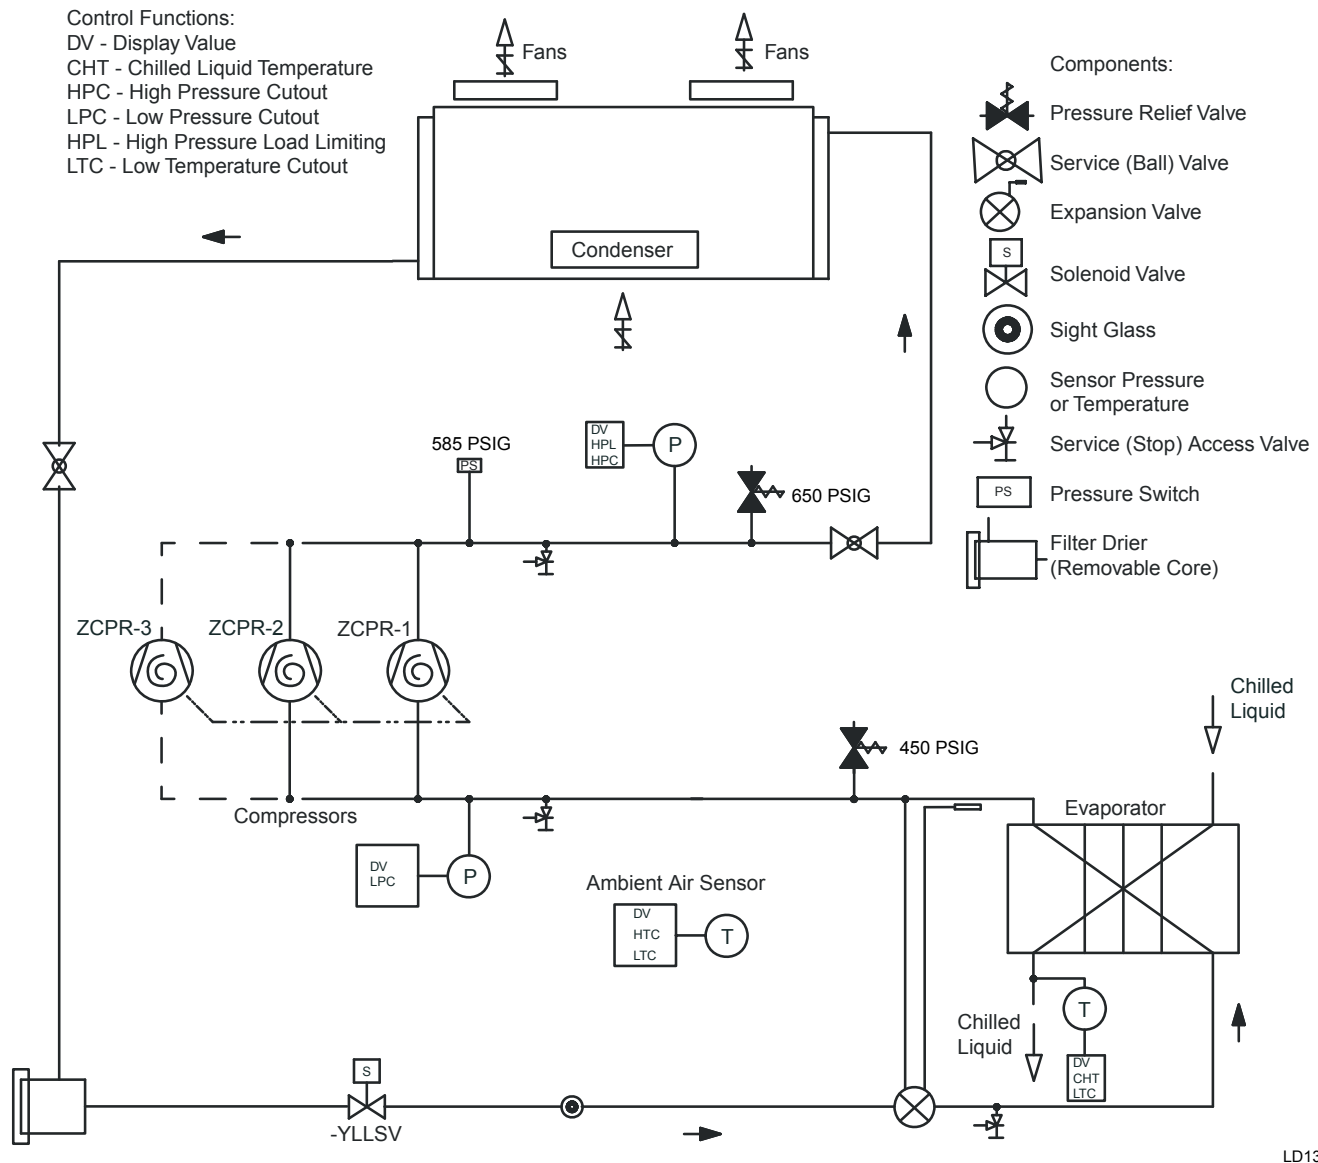 Control Functions:
DV - Display Value
CHT - Chilled Liquid Temperature
HPC - High Pressure Cutout
LPC - Low Pressure Cutout
HPL - High Pressure Load Limiting
LTC - Low Temperature Cutout
Fans
Fans
Condenser
Components:
Pressure Relief Valve
Service (Ball) Valve
Expansion Valve
S
Solenoid Valve
Sight Glass
Sensor Pressure
or Temperature
Service (Stop) Access Valve
PS
Pressure Switch
Filter Drier
(Removable Core)
585 PSIG
PS
DV
HPL
HPC
P
650 PSIG
ZCPR-3
ZCPR-2
ZCPR-1
Compressors
DV
LPC
P
450 PSIG
Chilled
Liquid
Evaporator
Ambient Air Sensor
DV
HTC
LTC
T
Chilled
Liquid
T
DV
CHT
LTC
S
-YLLSV
LD13